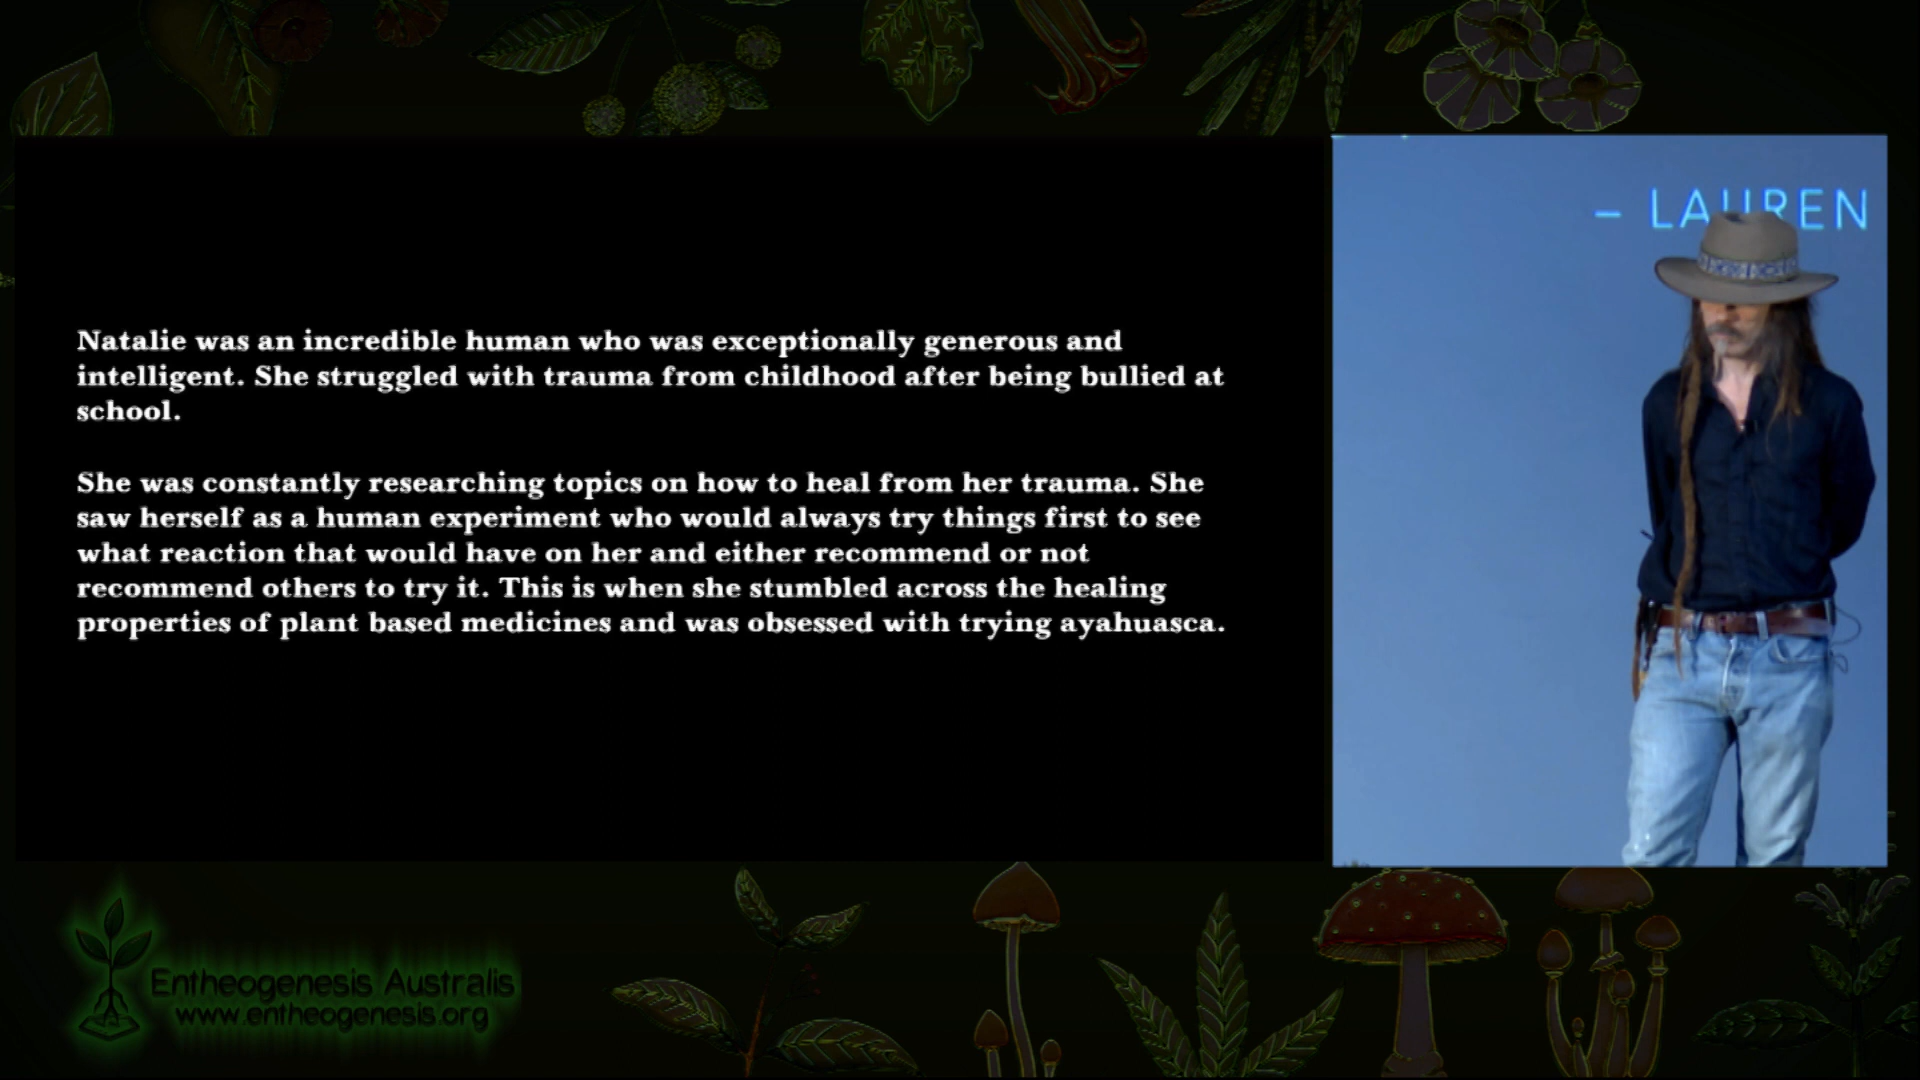 – LAUREN
Natalie was an incredible human who was exceptionally generous and
intelligent. She struggled with trauma from childhood after being bullied at
school.
She was constantly researching topics on how to heal from her trauma. She
saw herself as a human experiment who would always try things first to see
what reaction that would have on her and either recommend or not
recommend others to try it. This is when she stumbled across the healing
properties of plant based medicines and was obsessed with trying ayahuasca.
Entheogenesis Australis
www.entheogenesis.org